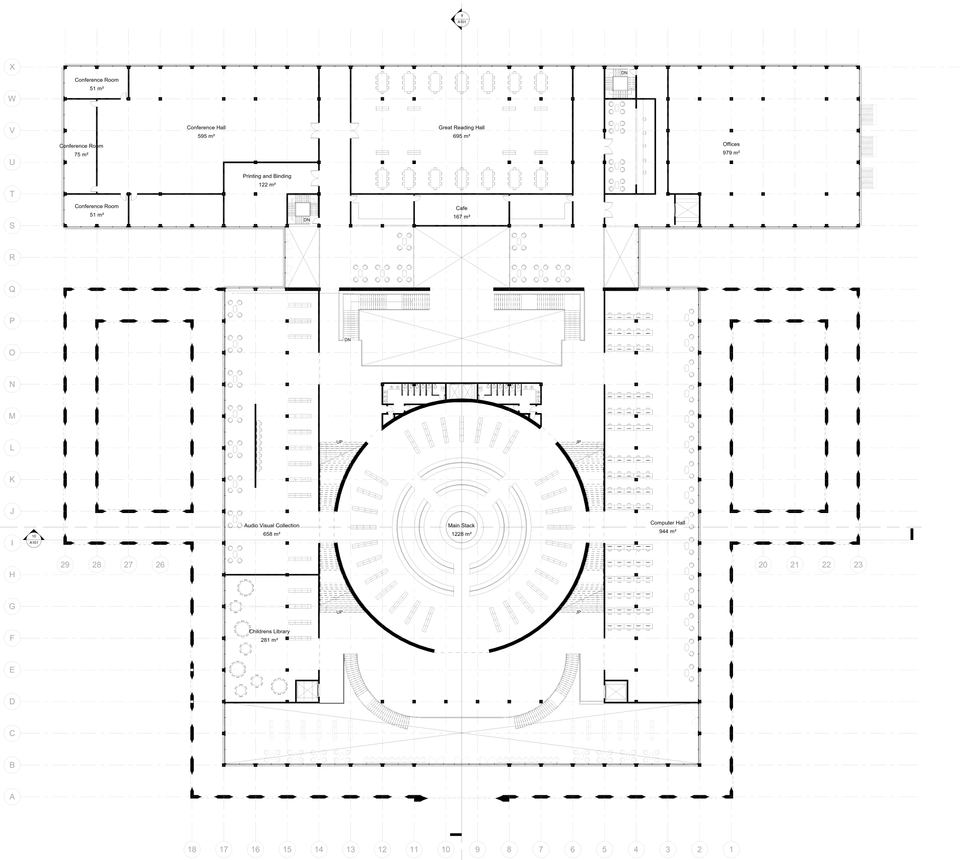 X
DN
Conference Room
51 m²
W
Conference Hall
595 m²
Great Reading Hall
695 m²
V
Conference Room
75 m²
Offices
979 m²
U
Printing and Binding
122 m²
T
Conference Room
51 m²
Cafe
167 m²
DN
S
R
Q
P
DN
O
N
M
UP
L
K
J
Audio Visual Collection
658 m²
Main Stack
1228 m²
Computer Hall
944 m²
I
29 28 27 26
20 21 22 23
H
G
UP
Childrens Library
281 m²
F
E
D
C
B
A
18 17 16 15 14 13 12 11 10 9 8 7 6 5 4 3 2 1